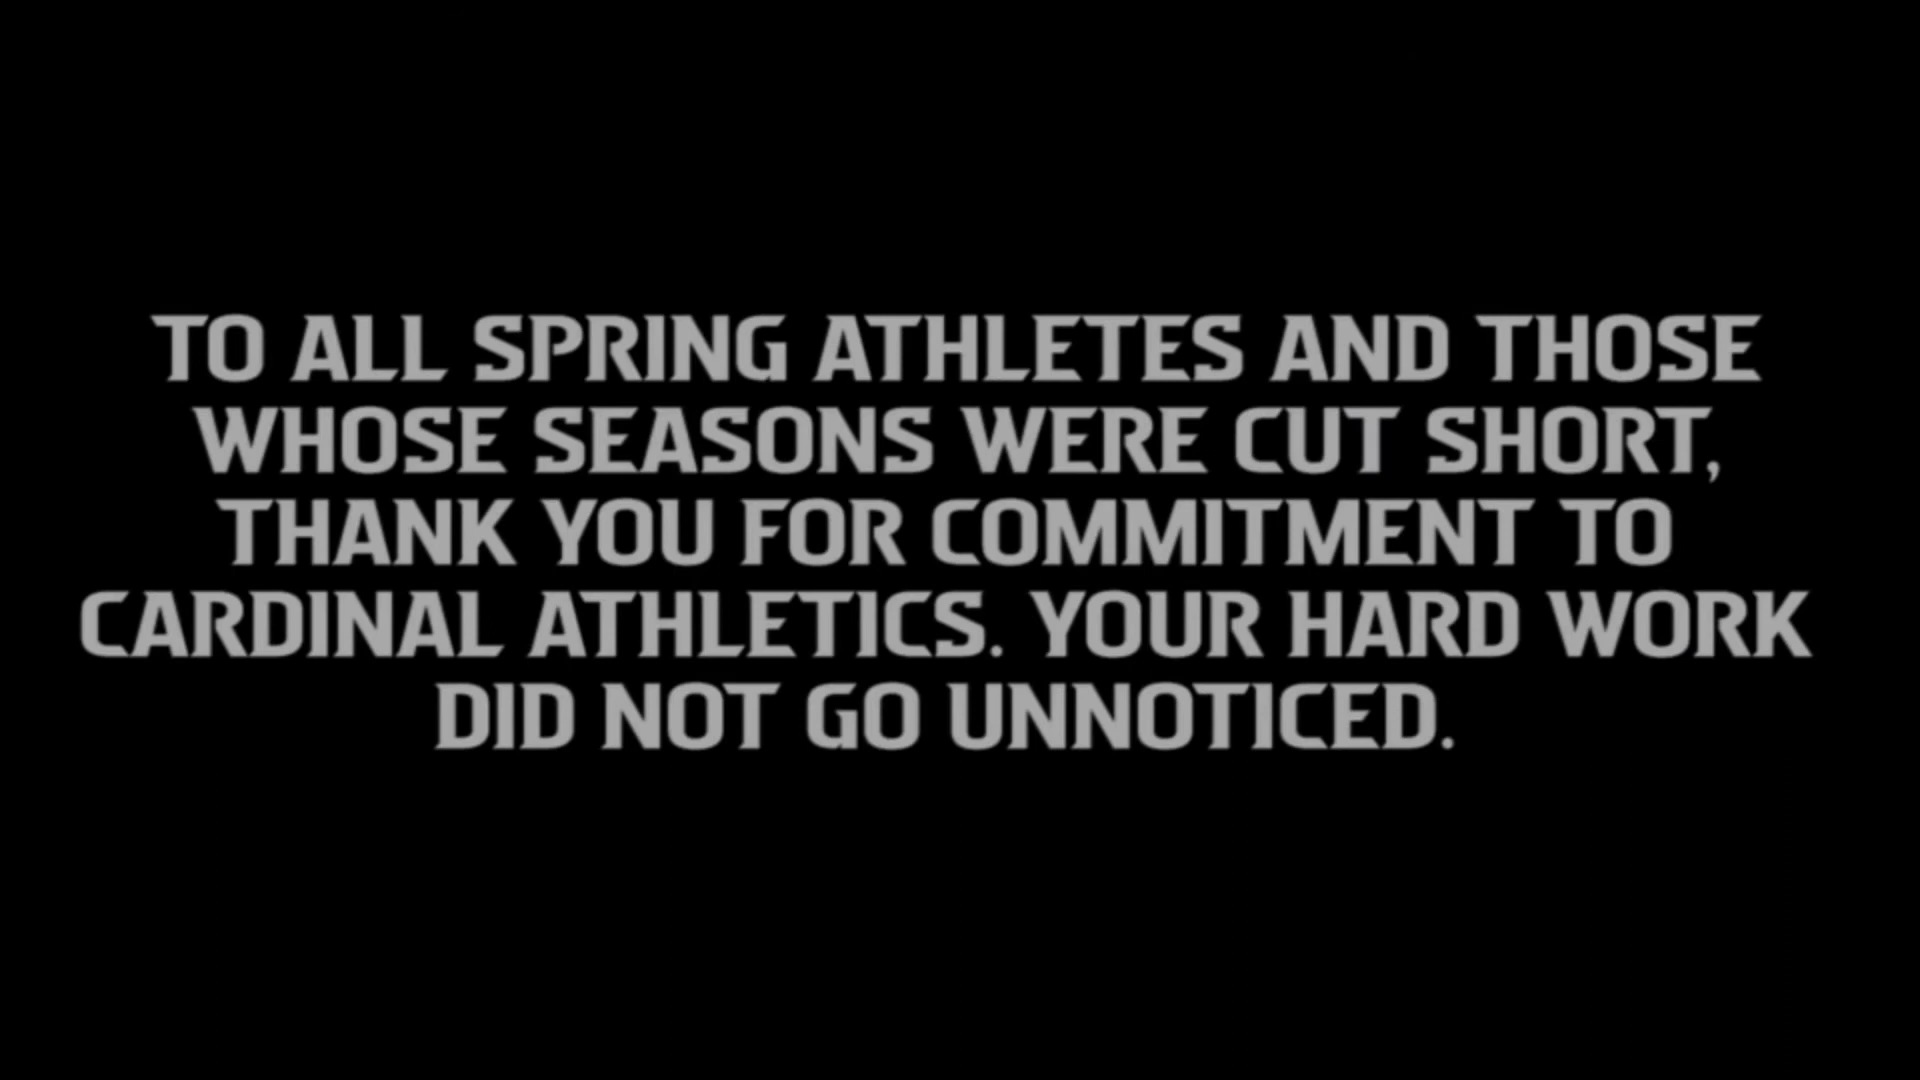 TO ALL SPRING ATHLETES AND THOSE
WHOSE SEASONS WERE CUT SHORT,
THANK YOU FOR COMMITMENT TO
CARDINAL ATHLETICS. YOUR HARD WORK
DID NOT GO UNNOTICED.